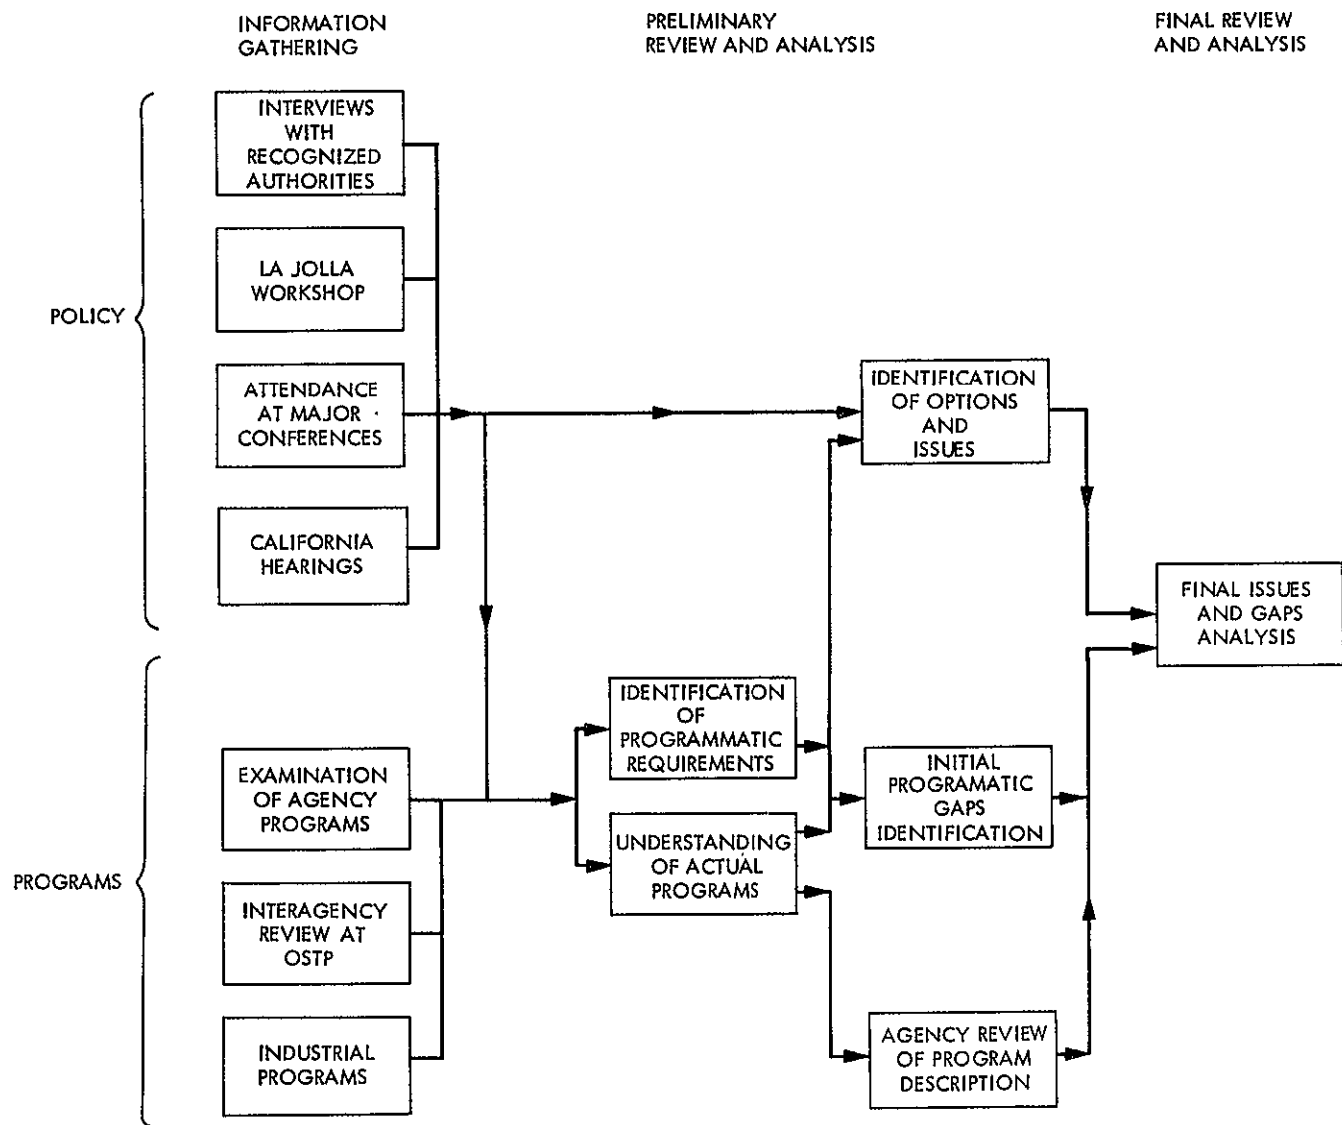 INFORMATION
GATHERING
PRELIMINARY
REVIEW AND ANALYSIS
FINAL REVIEW
AND ANALYSIS
POLICY
INTERVIEWS
WITH
RECOGNIZED
AUTHORITIES
LA JOLLA
WORKSHOP
ATTENDANCE
AT MAJOR
CONFERENCES
CALIFORNIA
HEARINGS
IDENTIFICATION
OF OPTIONS
AND
ISSUES
FINAL ISSUES
AND GAPS
ANALYSIS
PROGRAMS
EXAMINATION
OF AGENCY
PROGRAMS
INTERAGENCY
REVIEW AT
OSTP
INDUSTRIAL
PROGRAMS
IDENTIFICATION
OF
PROGRAMMATIC
REQUIREMENTS
UNDERSTANDING
OF ACTUAL
PROGRAMS
INITIAL
PROGRAMATIC
GAPS
IDENTIFICATION
AGENCY REVIEW
OF PROGRAM
DESCRIPTION